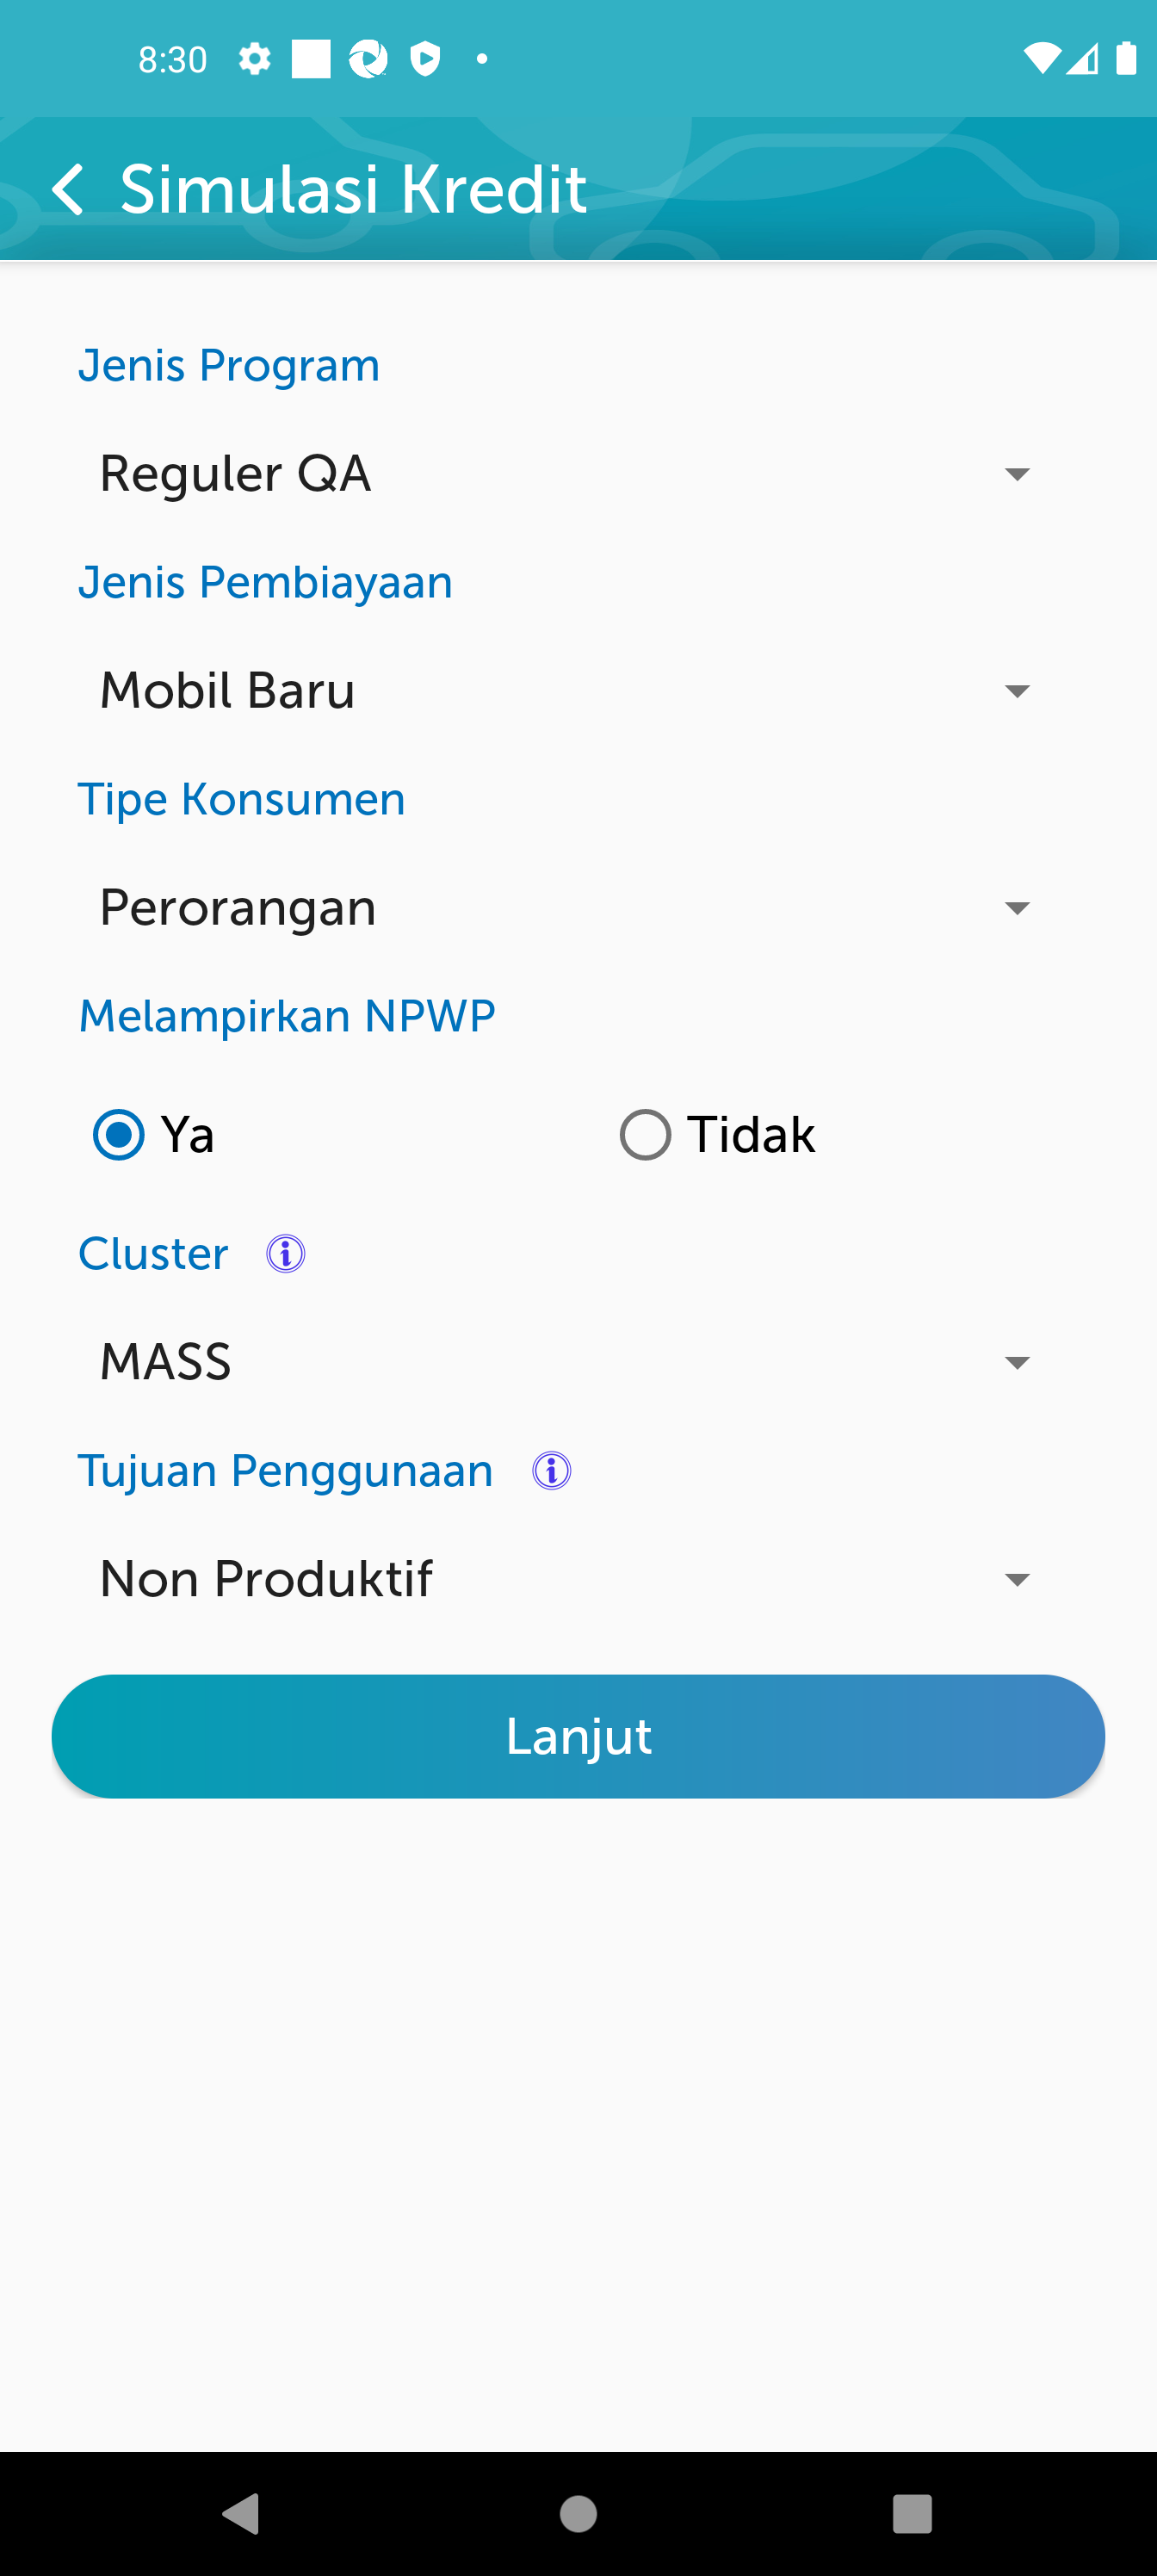 8:30
Simulasi Kredit
Jenis Program
Reguler QA
Jenis Pembiayaan
Mobil Baru
Tipe Konsumen
Perorangan
Melampirkan NPWP
Ya Tidak
Cluster
MASS
Tujuan Penggunaan
Non Produktif
Lanjut